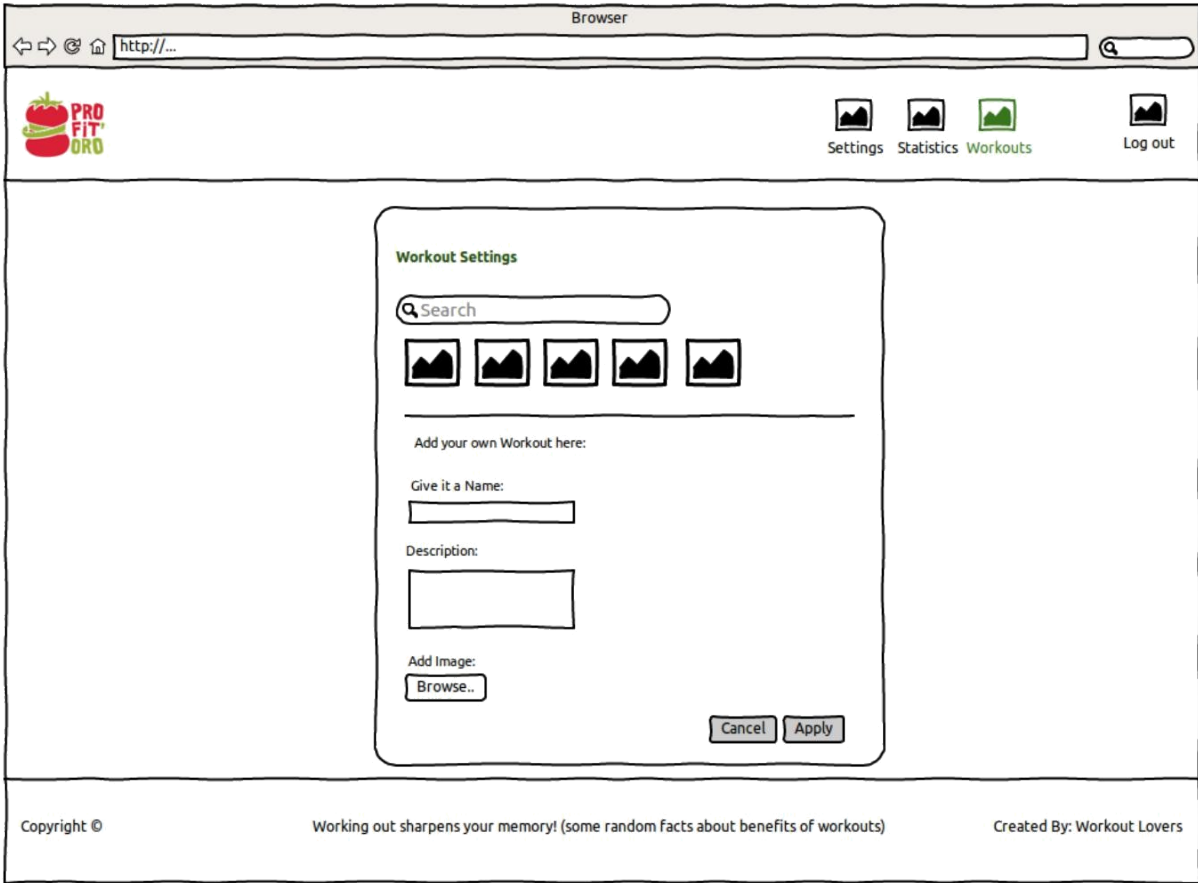 Browser
http://...
PRO
FIT'
ORO
Settings Statistics Workouts
Log out
Workout Settings
Search
Add your own Workout here:
Give it a Name:
Description:
Add Image:
Browse..
Cancel Apply
Copyright © Working out sharpens your memory! (some random facts about benefits of workouts) Created By: Workout Lovers